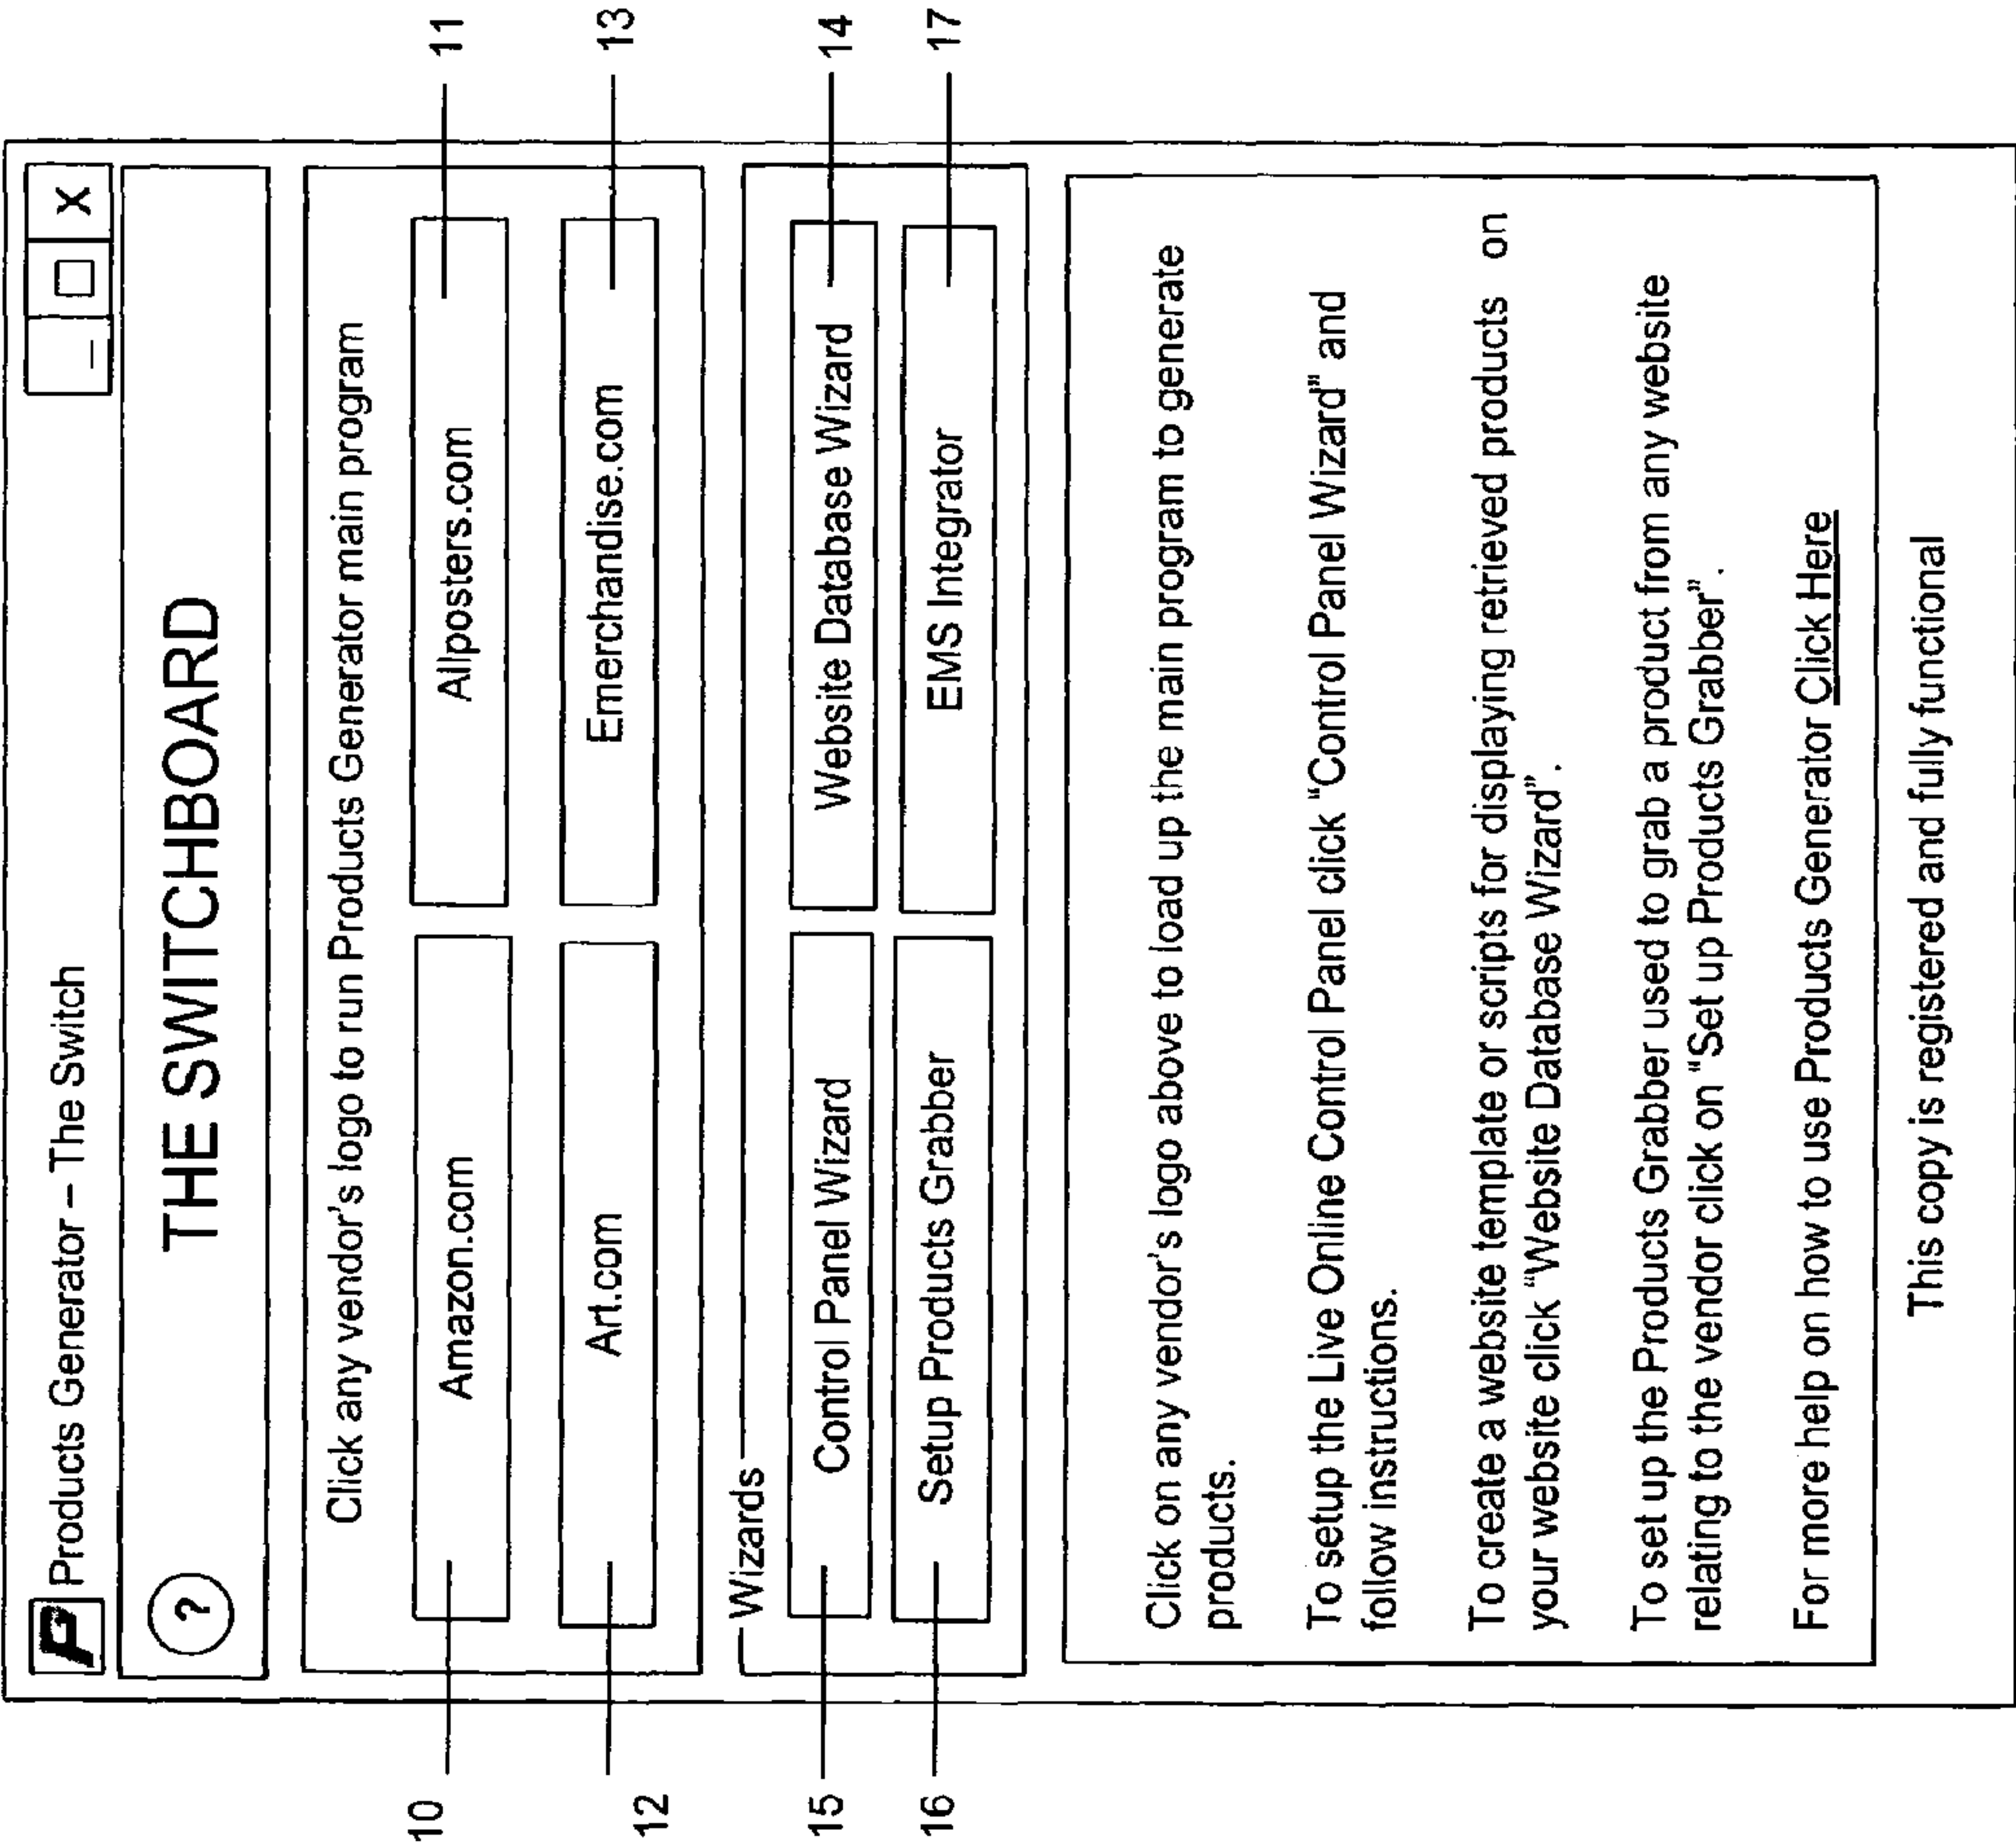 P Products Generator – The Switch
_ □ X
? THE SWITCHBOARD
Click any vendor's logo to run Products Generator main program
10 Amazon.com Allposters.com 11
12 Art.com Emerchandise.com 13
Wizards
15 Control Panel Wizard Website Database Wizard 14
16 Setup Products Grabber EMS Integrator 17
Click on any vendor's logo above to load up the main program to generate
products.
To setup the Live Online Control Panel click “Control Panel Wizard” and
follow instructions.
To create a website template or scripts for displaying retrieved products on
your website click “Website Database Wizard”.
To set up the Products Grabber used to grab a product from any website
relating to the vendor click on “Set up Products Grabber”.
For more help on how to use Products Generator Click Here
This copy is registered and fully functional